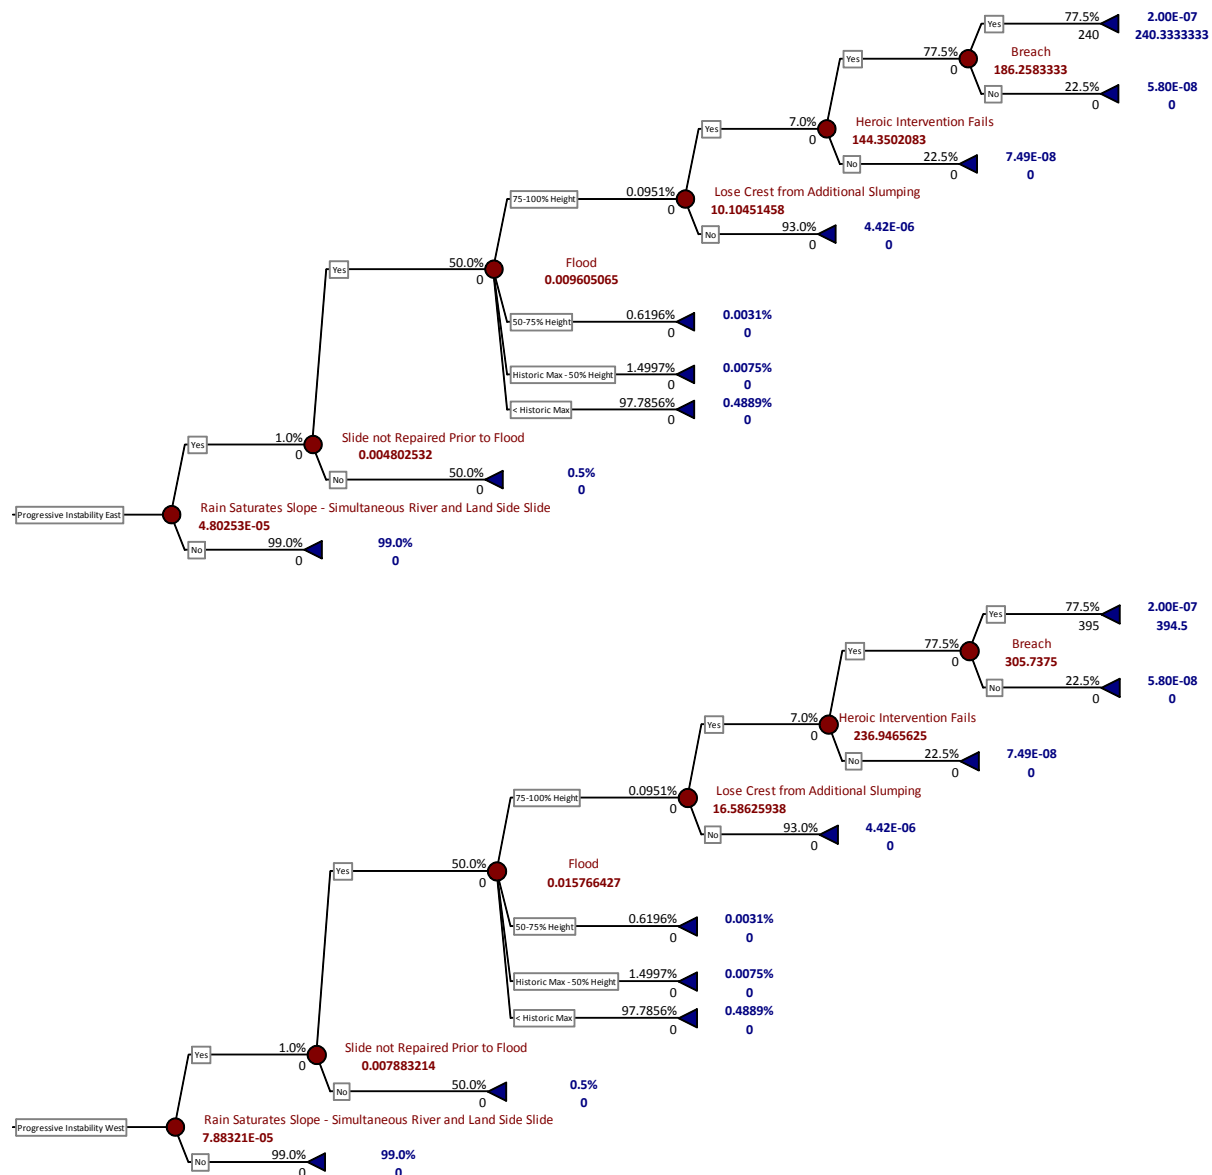 Yes 77.5% 2.00E-07
240 240.3333333
Breach
77.5% 186.2583333
Yes 0
No 22.5% 5.80E-08
0 0
Heroic Intervention Fails
Yes 7.0% 144.3502083
0
No 22.5% 7.49E-08
0 0
Lose Crest from Additional Slumping
75-100% Height 0.0951% 10.10451458
0
No 93.0% 4.42E-06
0 0
Flood
Yes 50.0% 0.009605065
0
50-75% Height 0.6196% 0.0031%
0 0
Historic Max - 50% Height 1.4997% 0.0075%
0 0
< Historic Max 97.7856% 0.4889%
0 0
Slide not Repaired Prior to Flood
Yes 1.0% 0.004802532
0
No 50.0% 0.5%
0 0
Rain Saturates Slope - Simultaneous River and Land Side Slide
Progressive Instability East 4.80253E-05
No 99.0% 99.0%
0 0
Yes 77.5% 2.00E-07
395 394.5
Breach
Yes 77.5% 305.7375
0
No 22.5% 5.80E-08
0 0
Heroic Intervention Fails
Yes 7.0% 236.9465625
0
No 22.5% 7.49E-08
0 0
Lose Crest from Additional Slumping
75-100% Height 0.0951% 16.58625938
0
No 93.0% 4.42E-06
0 0
Flood
Yes 50.0% 0.015766427
0
50-75% Height 0.6196% 0.0031%
0 0
Historic Max - 50% Height 1.4997% 0.0075%
0 0
< Historic Max 97.7856% 0.4889%
0 0
Slide not Repaired Prior to Flood
Yes 1.0% 0.007883214
0
No 50.0% 0.5%
0 0
Rain Saturates Slope - Simultaneous River and Land Side Slide
Progressive Instability West 7.88321E-05
No 99.0% 99.0%
0 0